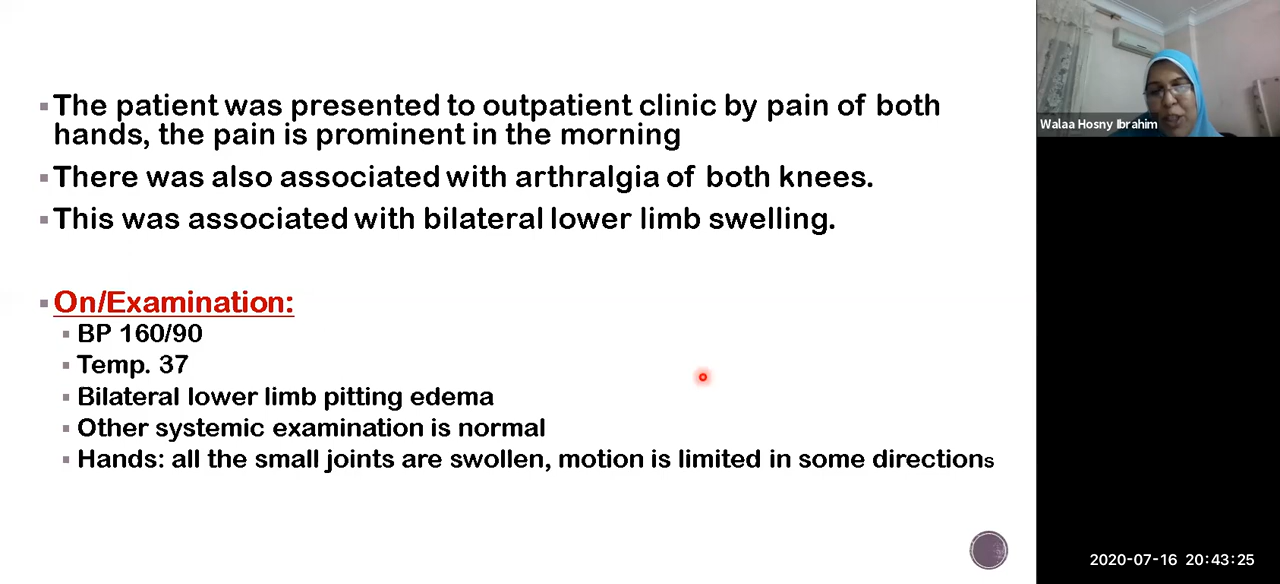 The patient was presented to outpatient clinic by pain of both
hands, the pain is prominent in the morning
There was also associated with arthralgia of both knees.
This was associated with bilateral lower limb swelling.
On/Examination:
BP 160/90
Temp. 37
Bilateral lower limb pitting edema
Other systemic examination is normal
Hands: all the small joints are swollen, motion is limited in some directions
Walaa Hosny Ibrahim
2020-07-16 20:43:25